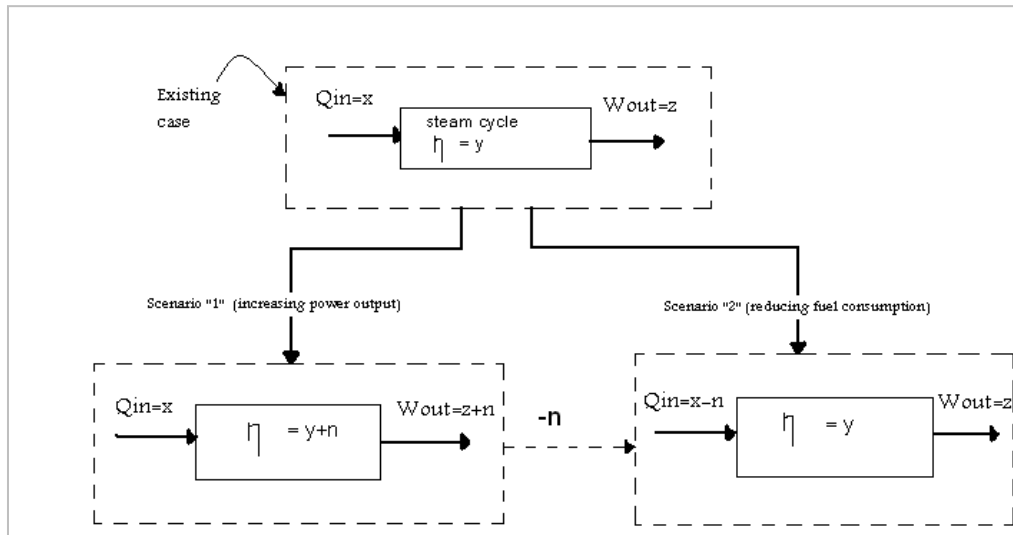 Existing
case
Qin=x
steam cycle
η = y
Wout=z
Scenario "1" (increasing power output)
Scenario "2" (reducing fuel consumption)
Qin=x
η = y+n
Wout=z+n
-n
Qin=x-n
η = y
Wout=z